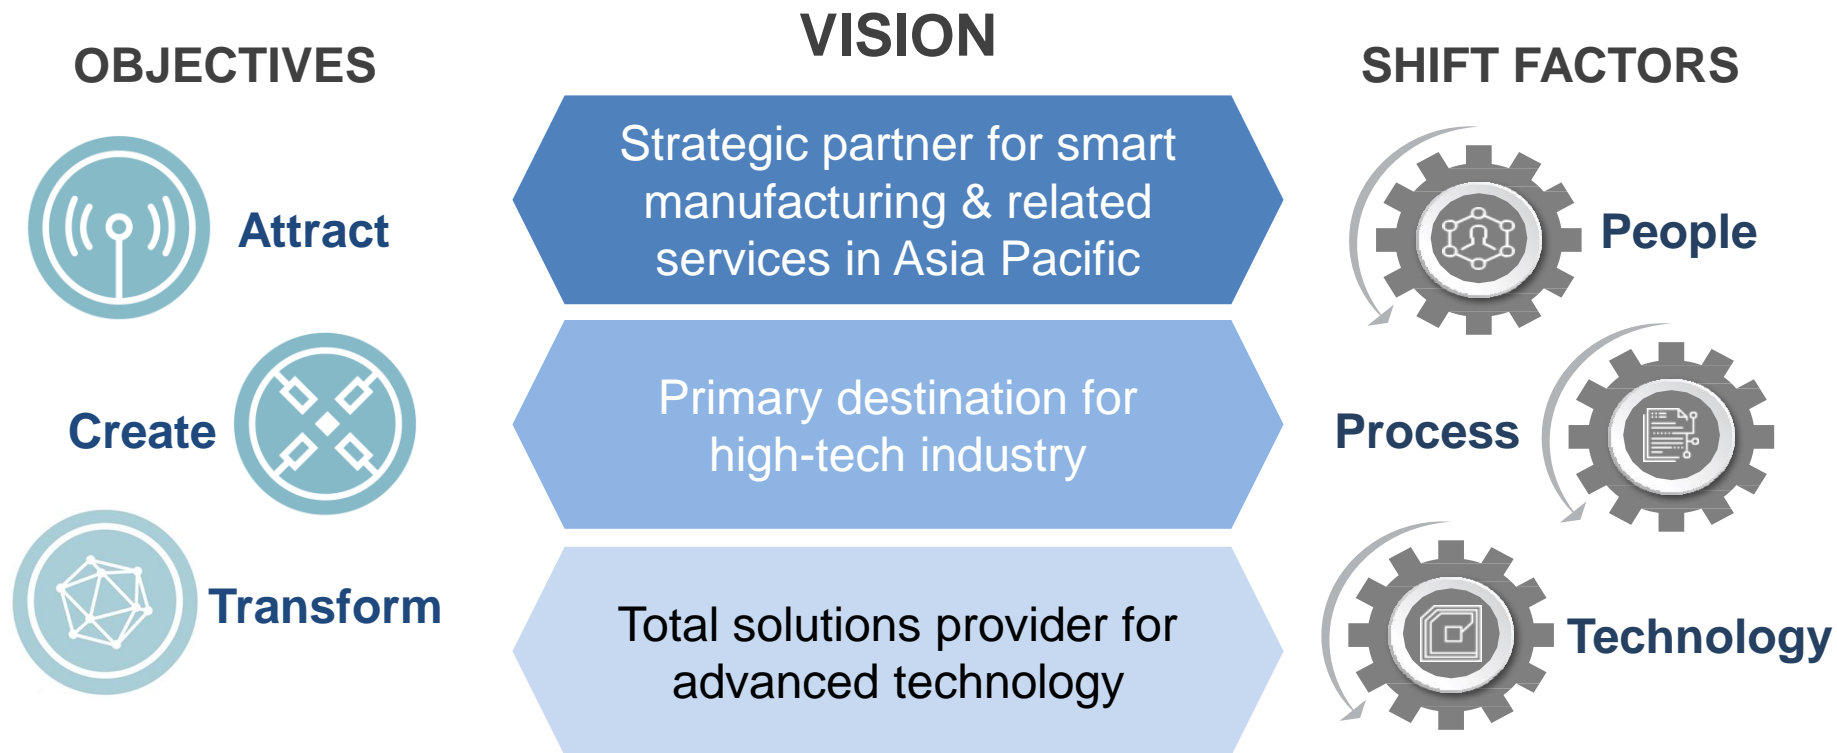 VISION
OBJECTIVES
Attract
Create
Transform
Strategic partner for smart
manufacturing & related
services in Asia Pacific
Primary destination for
high-tech industry
Total solutions provider for
advanced technology
SHIFT FACTORS
People
Process
Technology